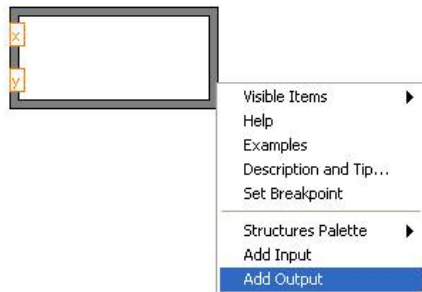 x
y
Visible Items
Help
Examples
Description and Tip...
Set Breakpoint
Structures Palette
Add Input
Add Output